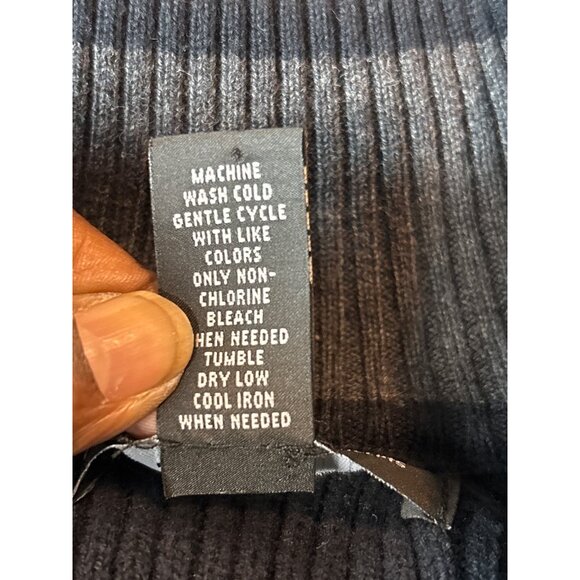 MACHINE
WASH COLD
GENTLE CYCLE
WITH LIKE
COLORS
ONLY NON-
CHLORINE
BLEACH
HEN NEEDED
TUMBLE
DRY LOW
COOL IRON
WHEN NEEDED